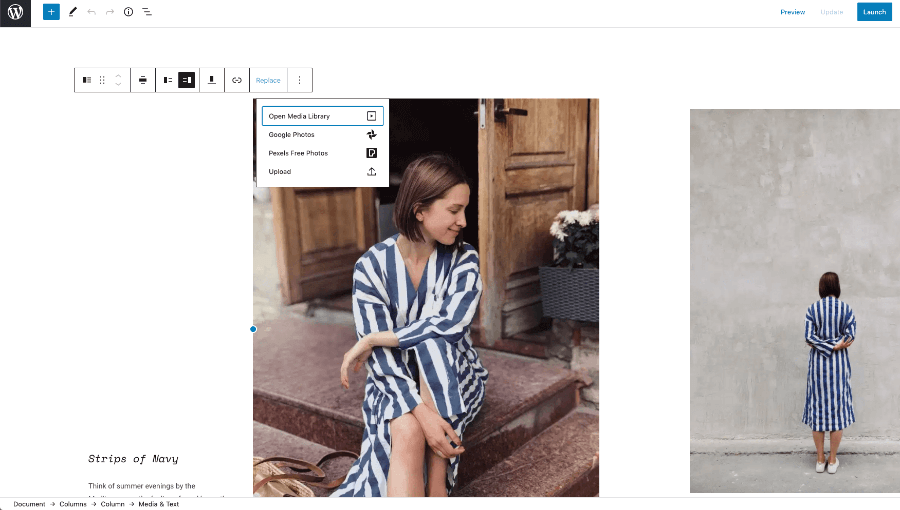 Preview Update Launch
Replace
Open Media Library
Google Photos
Pexels Free Photos
Upload
Strips of Navy
Think of summer evenings by the
Document → Columns → Column → Media & Text